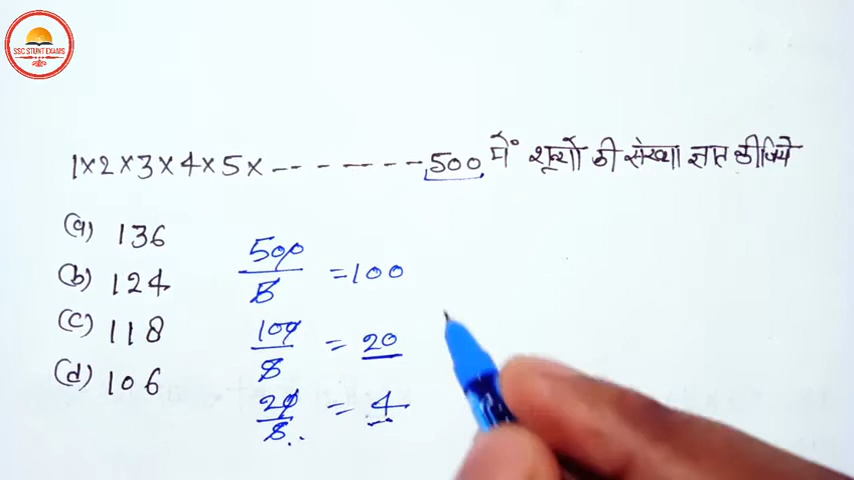 SSC STUNT EXAMS
1×2×3×4×5×-------500 में शून्यो की संख्या ज्ञात कीजिये
(a) 136
(b) 124
(c) 118
(d) 106
500/5 =100
100/5 = 20
20/5 = 4